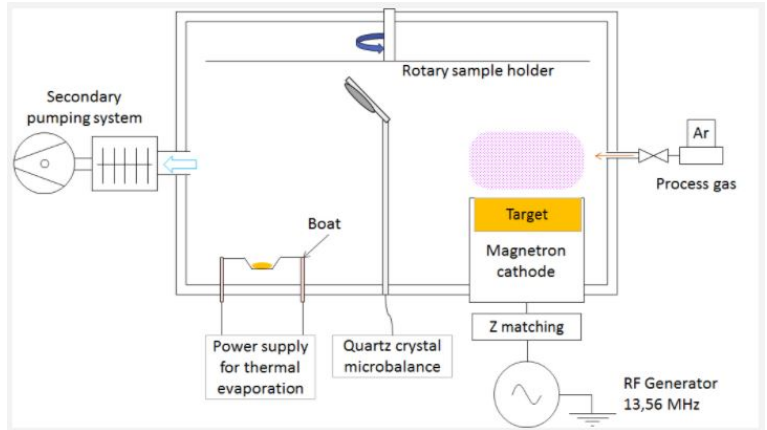 Rotary sample holder
Secondary
pumping system
Ar
Process gas
Target
Magnetron
cathode
Boat
Z matching
Power supply
for thermal
evaporation
Quartz crystal
microbalance
RF Generator
13,56 MHz